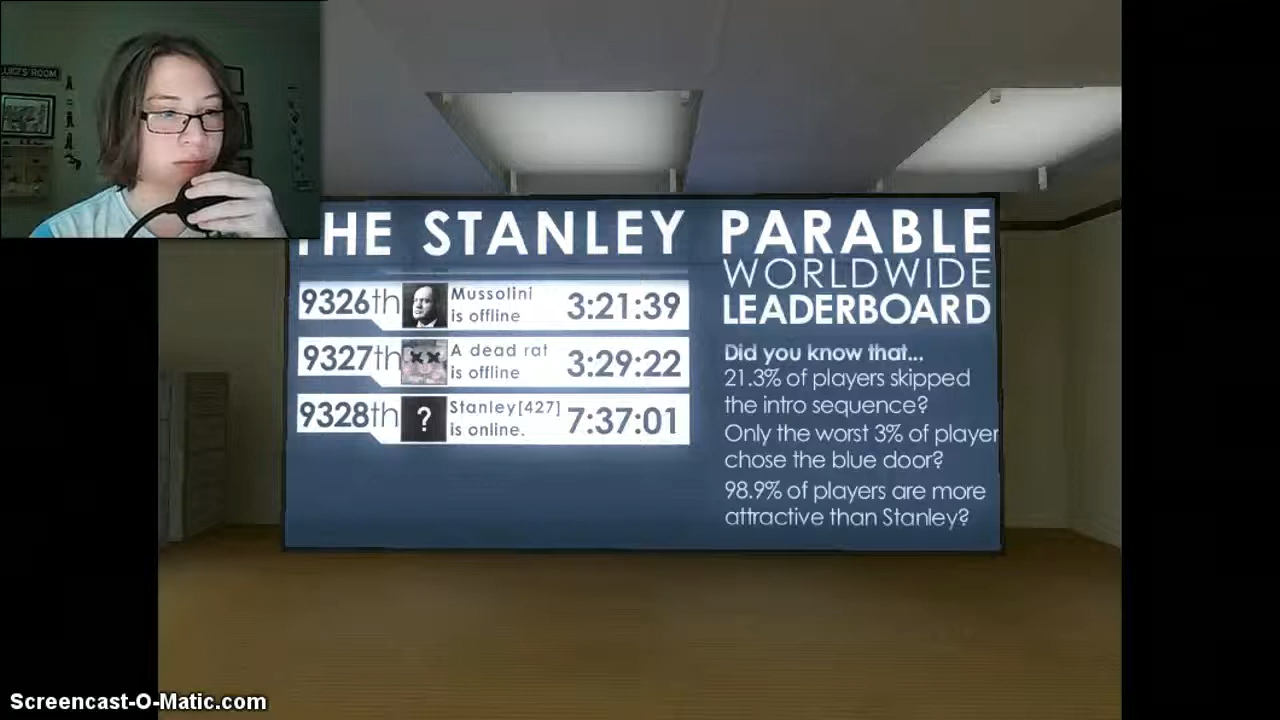 LUIGI'S ROOM
THE STANLEY PARABLE
WORLDWIDE
LEADERBOARD
9326th
Mussolini
is offline
3:21:39
9327th
A dead rat
is offline
3:29:22
9328th
?
Stanley[427]
is online.
7:37:01
Did you know that...
21.3% of players skipped
the intro sequence?
Only the worst 3% of player
chose the blue door?
98.9% of players are more
attractive than Stanley?
Screencast-O-Matic.com